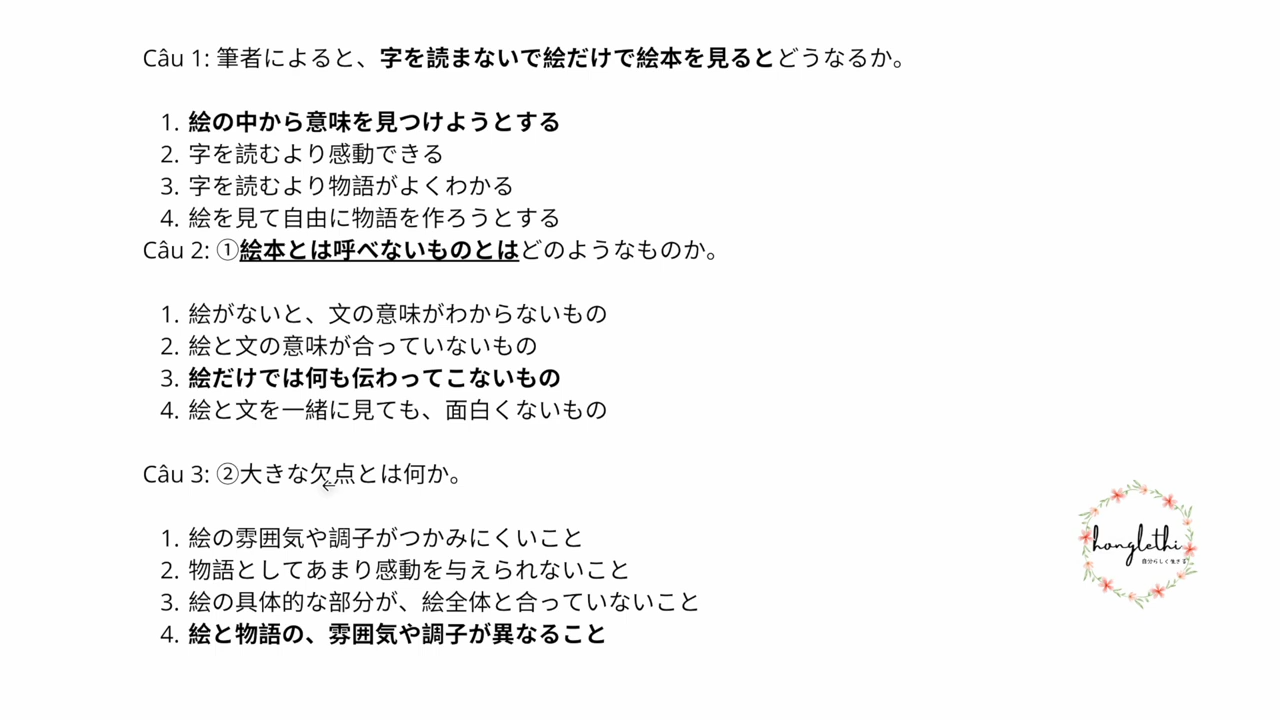 Câu 1: 筆者によると、字を読まないで絵だけで絵本を見るとどうなるか。
1. 絵の中から意味を見つけようとする
2. 字を読むより感動できる
3. 字を読むより物語がよくわかる
4. 絵を見て自由に物語を作ろうとする
Câu 2: ①絵本とは呼べないものとはどのようなものか。
1. 絵がないと、文の意味がわからないもの
2. 絵と文の意味が合っていないもの
3. 絵だけでは何も伝わってこないもの
4. 絵と文を一緒に見ても、面白くないもの
Câu 3: ②大きな欠点とは何か。
1. 絵の雰囲気や調子がつかみにくいこと
2. 物語としてあまり感動を与えられないこと
3. 絵の具体的な部分が、絵全体と合っていないこと
4. 絵と物語の、雰囲気や調子が異なること
honglethi
自分らしく生きる